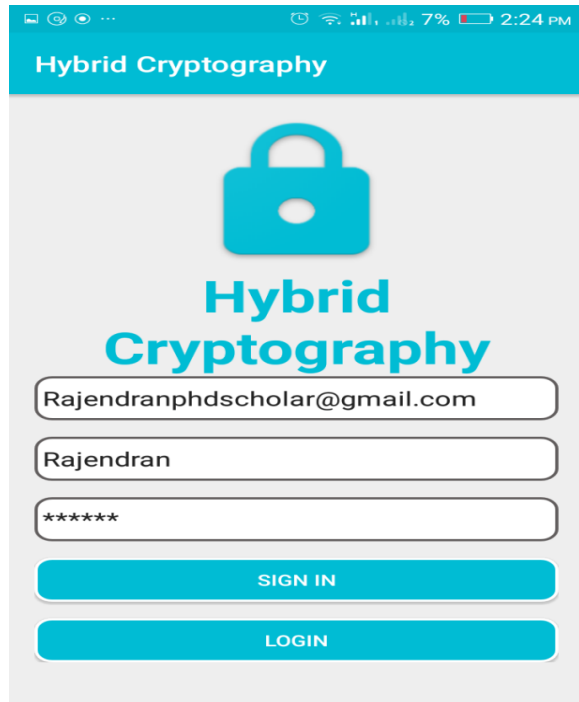 7% 2:24 PM
Hybrid Cryptography
Hybrid
Cryptography
Rajendranphdscholar@gmail.com
Rajendran
******
SIGN IN
LOGIN